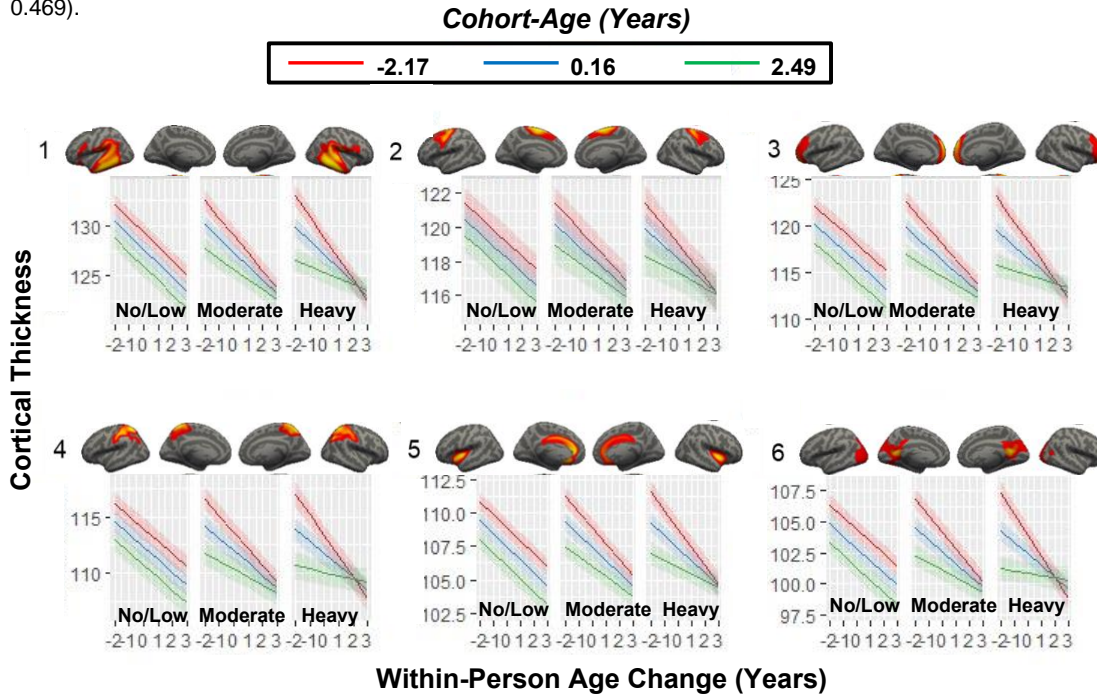 0.469).
Cohort-Age (Years)
-2.17 0.16 2.49
1 2 3
130
125
No/Low Moderate Heavy
-2-10 1 2 3 -2-10 1 2 3 -2-10 1 2 3
122
120
118
116
No/Low Moderate Heavy
-2-10 1 2 3 -2-10 1 2 3 -2-10 1 2 3
125
120
115
110
No/Low Moderate Heavy
-2-10 1 2 3 -2-10 1 2 3 -2-10 1 2 3
Cortical Thickness
4 5 6
115
110
No/Low Moderate Heavy
-2-10 1 2 3 -2-10 1 2 3 -2-10 1 2 3
112.5
110.0
107.5
105.0
102.5
No/Low Moderate Heavy
-2-10 1 2 3 -2-10 1 2 3 -2-10 1 2 3
107.5
105.0
102.5
100.0
97.5
No/Low Moderate Heavy
-2-10 1 2 3 -2-10 1 2 3 -2-10 1 2 3
Within-Person Age Change (Years)